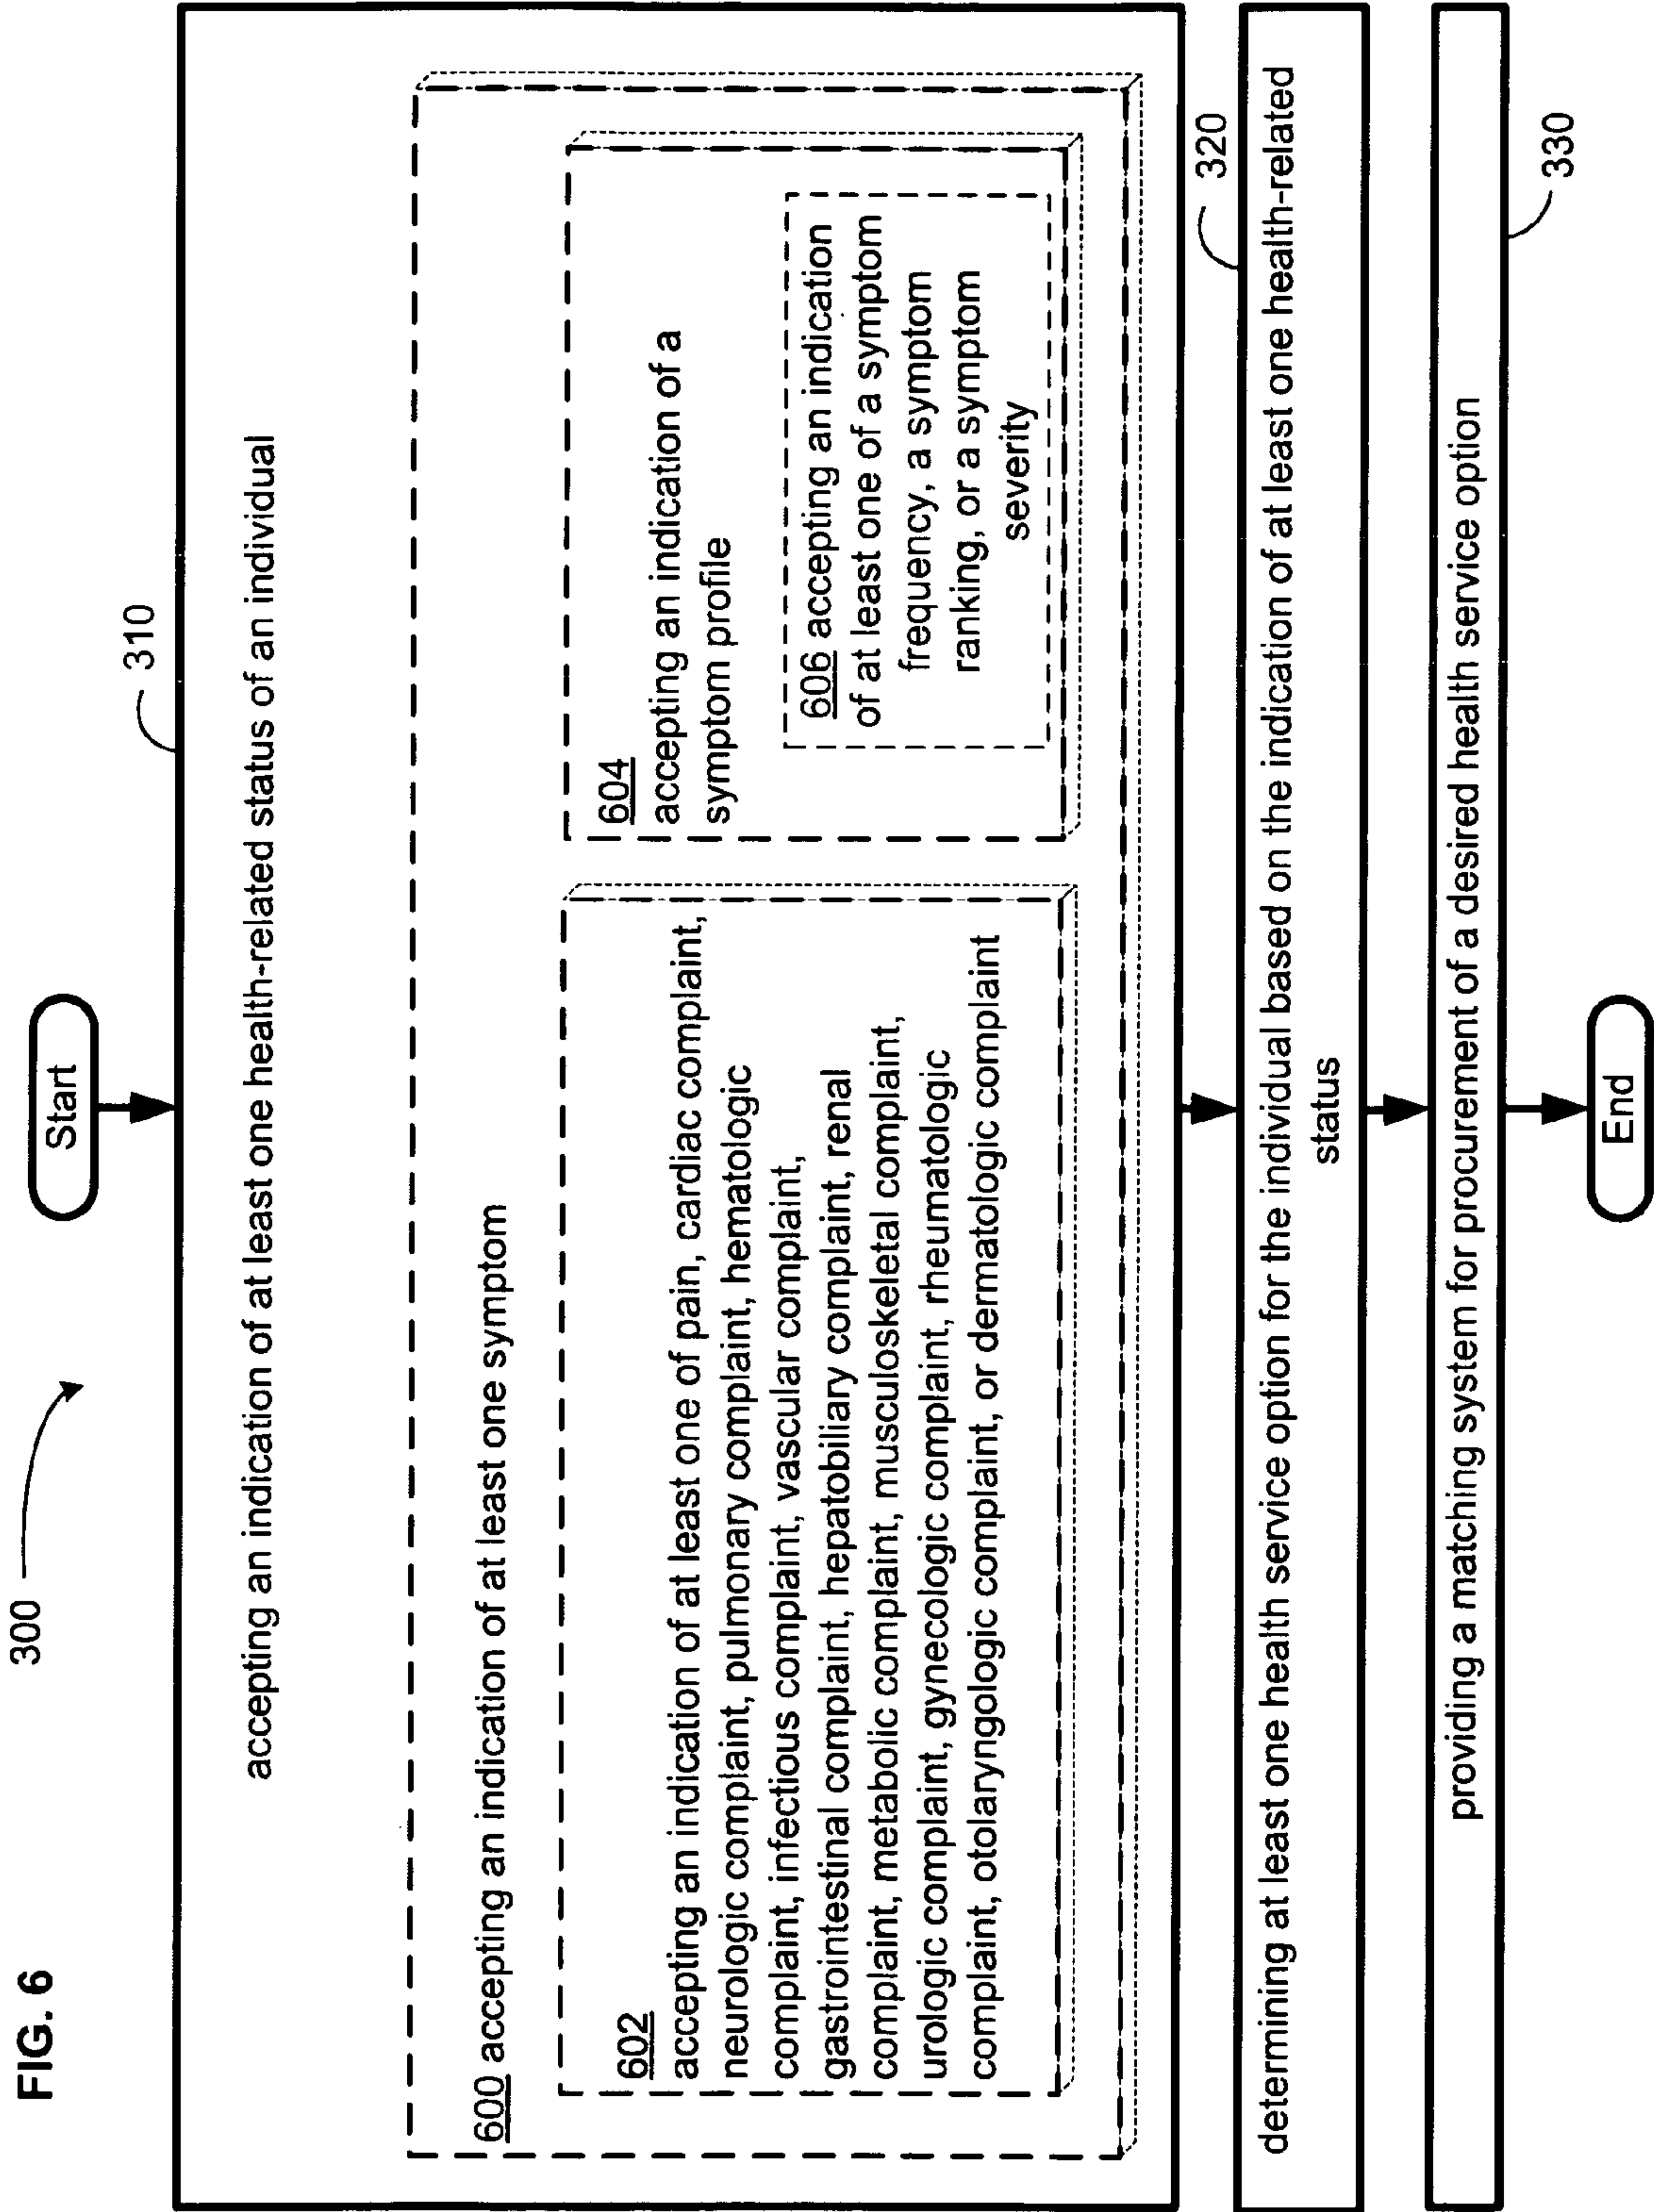 FIG. 6
300
Start
310
accepting an indication of at least one health-related status of an individual
600 accepting an indication of at least one symptom
602
accepting an indication of at least one of pain, cardiac complaint,
neurologic complaint, pulmonary complaint, hematologic
complaint, infectious complaint, vascular complaint,
gastrointestinal complaint, hepatobiliary complaint, renal
complaint, metabolic complaint, musculoskeletal complaint,
urologic complaint, gynecologic complaint, rheumatologic
complaint, otolaryngologic complaint, or dermatologic complaint
604
accepting an indication of a
symptom profile
606 accepting an indication
of at least one of a symptom
frequency, a symptom
ranking, or a symptom
severity
320
determining at least one health service option for the individual based on the indication of at least one health-related
status
330
providing a matching system for procurement of a desired health service option
End